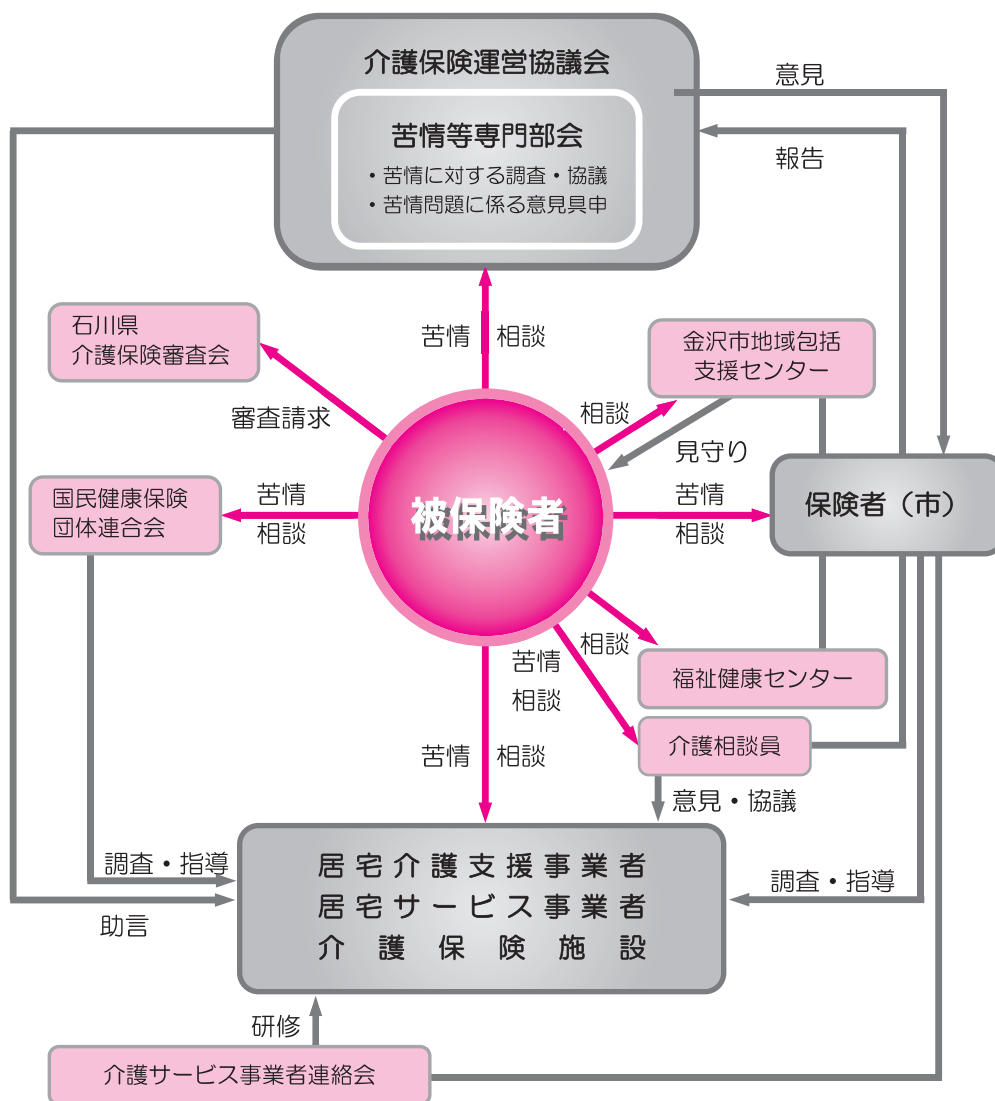 介護保険運営協議会
苦情等専門部会
・苦情に対する調査・協議
・苦情問題に係る意見具申
意見
報告
石川県
介護保険審査会
苦情 相談
金沢市地域包括
支援センター
審査請求
相談
見守り
国民健康保険
団体連合会
苦情
相談
被保険者
苦情
相談
保険者（市）
相談
苦情
相談
福祉健康センター
苦情 相談
介護相談員
意見・協議
調査・指導
助言
居宅介護支援事業者
居宅サービス事業者
介護保険施設
調査・指導
研修
介護サービス事業者連絡会